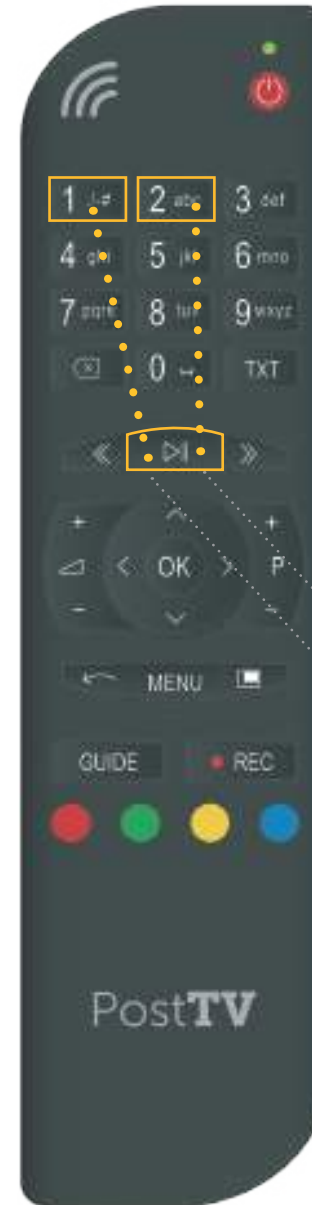 1 .-# 2 abc 3 def
4 ghi 5 jkl 6 mno
7 pqrs 8 tuv 9 wxyz
0 TXT
+ +
OK P
- -
MENU
GUIDE REC
PostTV